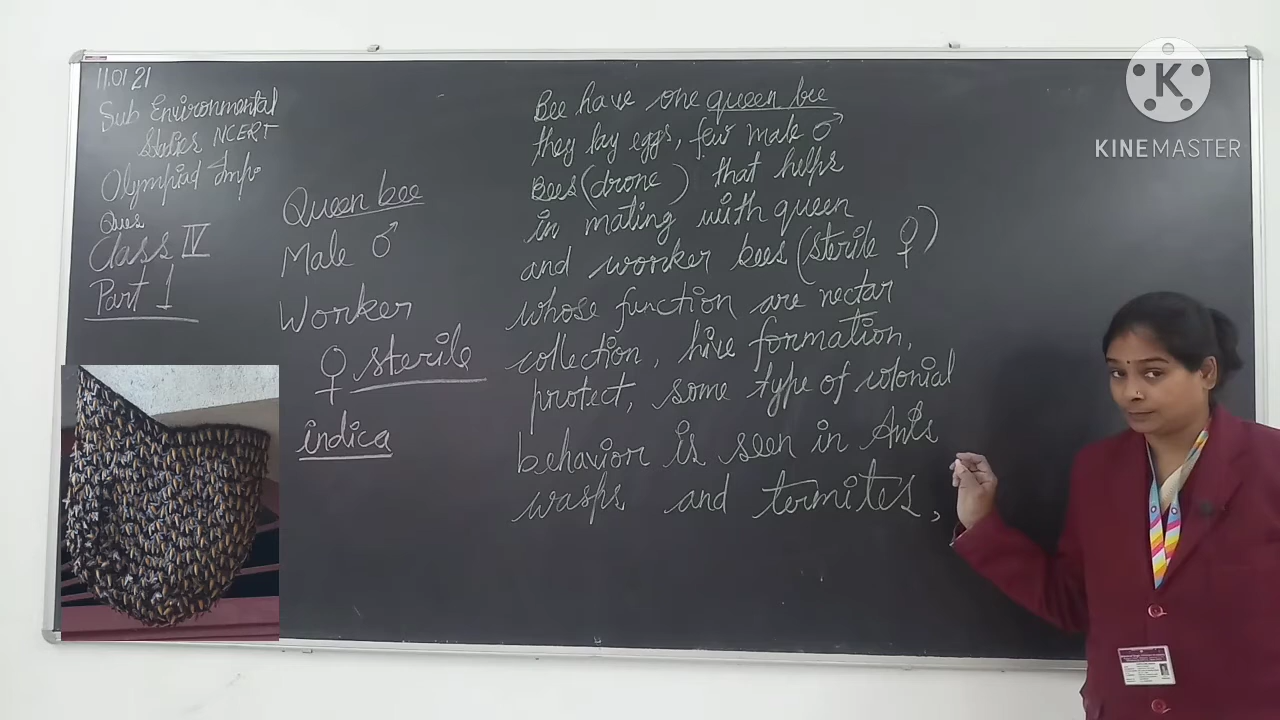 11.01.21
Sub Environmental
Studies NCERT
Olympiad Imp.
Ques
Class IV
Part 1
Queen bee
Male ♂
Worker
♀ sterile
indica
Bee have one queen bee
they lay eggs, few male ♂
Bees (drone) that helps
in mating with queen
and worker bees (sterile ♀)
whose function are nectar
collection, hive formation,
protect, some type of colonial
behavior is seen in Ants
wasps and termites,
K
KINEMASTER